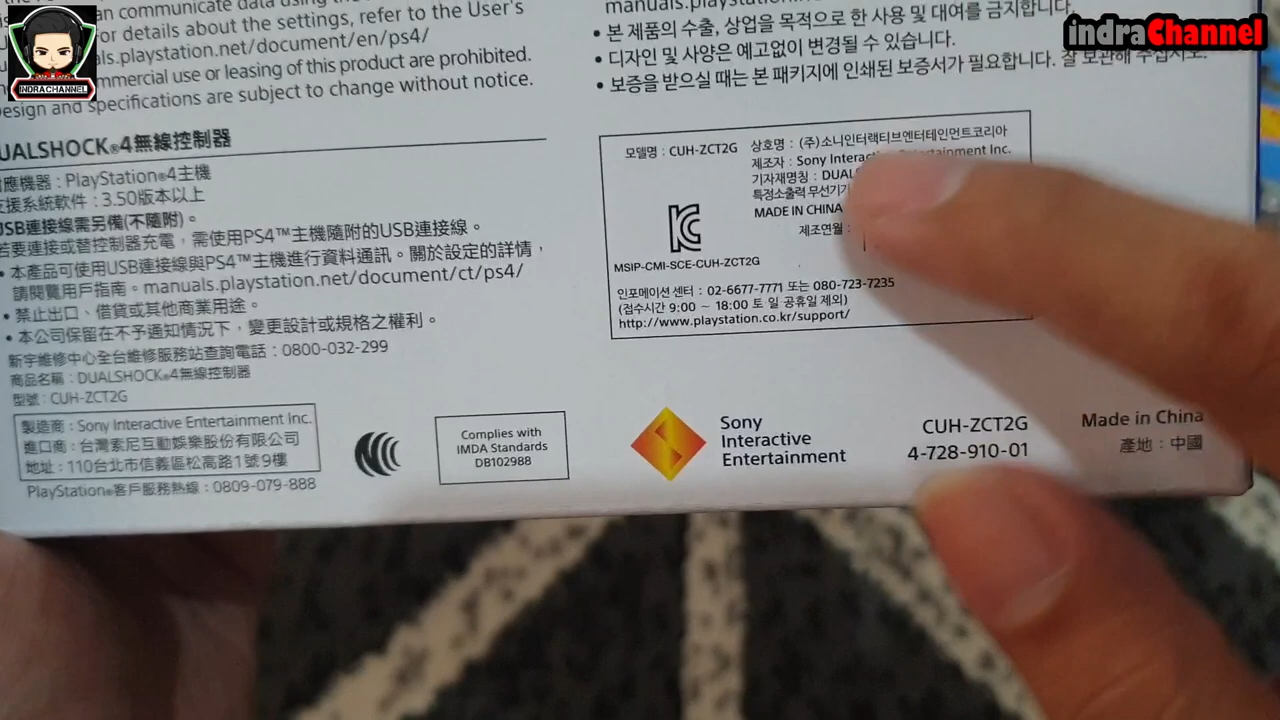 INDRACHANNEL
indraChannel
an communicate data using the
or details about the settings, refer to the User's
ls.playstation.net/document/en/ps4/
mmercial use or leasing of this product are prohibited.
Design and specifications are subject to change without notice.
DUALSHOCK®4無線控制器
應機器 : PlayStation®4主機
支援系統軟件 : 3.50版本以上
USB連接線需另備(不隨附)。
若要連接或替控制器充電,需使用PS4™主機隨附的USB連接線。
• 本產品可使用USB連接線與PS4™主機進行資料通訊。關於設定的詳情,
請閱覽用戶指南。manuals.playstation.net/document/ct/ps4/
• 禁止出口、借貸或其他商業用途。
• 本公司保留在不予通知情況下,變更設計或規格之權利。
新宇維修中心全台維修服務站查詢電話 : 0800-032-299
商品名稱 : DUALSHOCK®4無線控制器
型號 : CUH-ZCT2G
製造商 : Sony Interactive Entertainment Inc.
進口商 : 台灣索尼互動娛樂股份有限公司
地址 : 110台北市信義區松高路1號9樓
PlayStation®客戶服務熱線 : 0809-079-888
Complies with
IMDA Standards
DB102988
manuals.playstation.net
• 본 제품의 수출, 상업을 목적으로 한 사용 및 대여를 금지합니다.
• 디자인 및 사양은 예고없이 변경될 수 있습니다.
• 보증을 받으실 때는 본 패키지에 인쇄된 보증서가 필요합니다. 잘 보관해 주십시오.
모델명 : CUH-ZCT2G
상호명 : (주)소니인터랙티브엔터테인먼트코리아
제조자 : Sony Interactive Entertainment Inc.
기자재명칭 : DUAL
특정소출력 무선기기
MADE IN CHINA
제조연월 :
MSIP-CMI-SCE-CUH-ZCT2G
인포메이션 센터 : 02-6677-7771 또는 080-723-7235
(접수시간 9:00 ~ 18:00 토 일 공휴일 제외)
http://www.playstation.co.kr/support/
Sony
Interactive
Entertainment
CUH-ZCT2G
4-728-910-01
Made in China
產地 : 中國